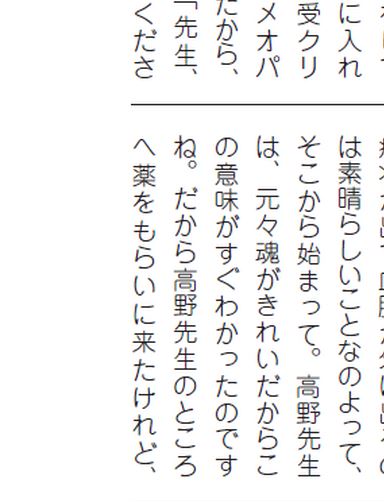 に入れ
受クリ
メオパ
たから、
「先生、
くださ
は素晴らしいことなのよって、
そこから始まって。高野先生
は、元々魂がきれいだからこ
の意味がすぐわかったのです
ね。だから高野先生のところ
へ薬をもらいに来たけれど、